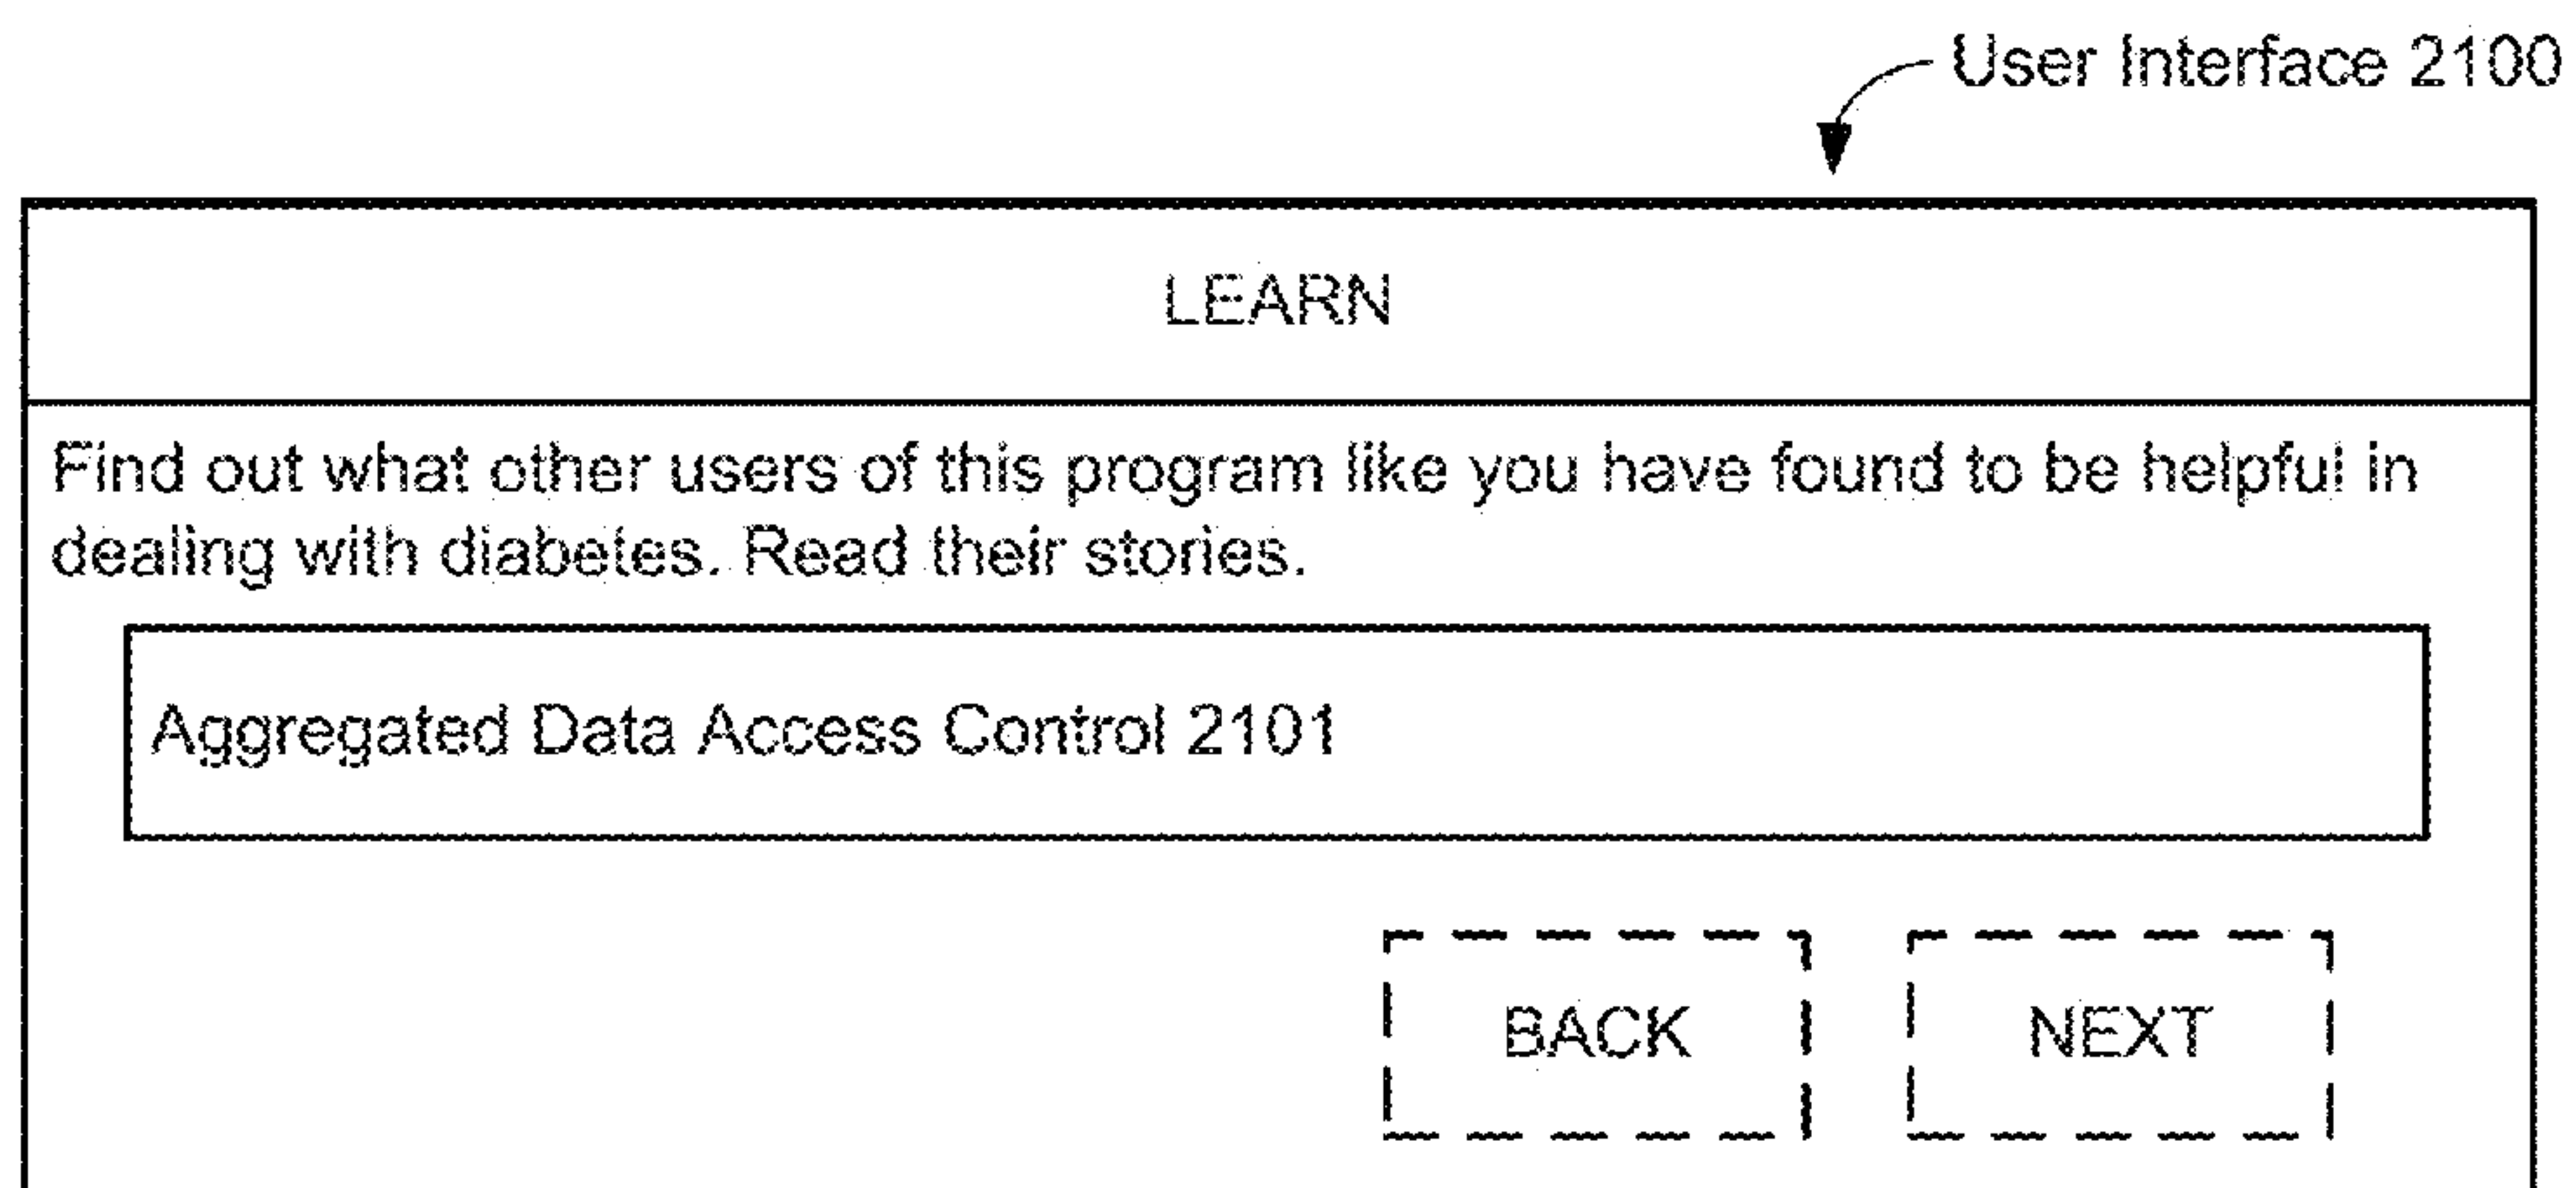 User Interface 2100
LEARN
Find out what other users of this program like you have found to be helpful in
dealing with diabetes. Read their stories.
Aggregated Data Access Control 2101
BACK NEXT